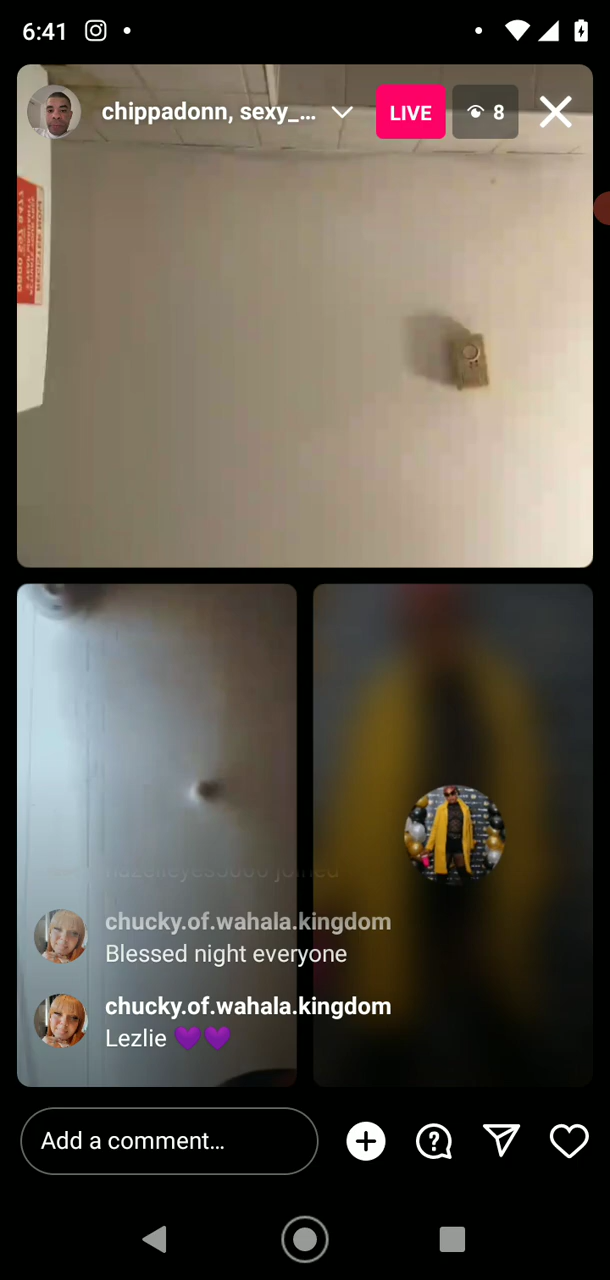 6:41
chippadonn, sexy_...
LIVE
8
joined
chucky.of.wahala.kingdom
Blessed night everyone
chucky.of.wahala.kingdom
Lezlie 💜💜
Add a comment...